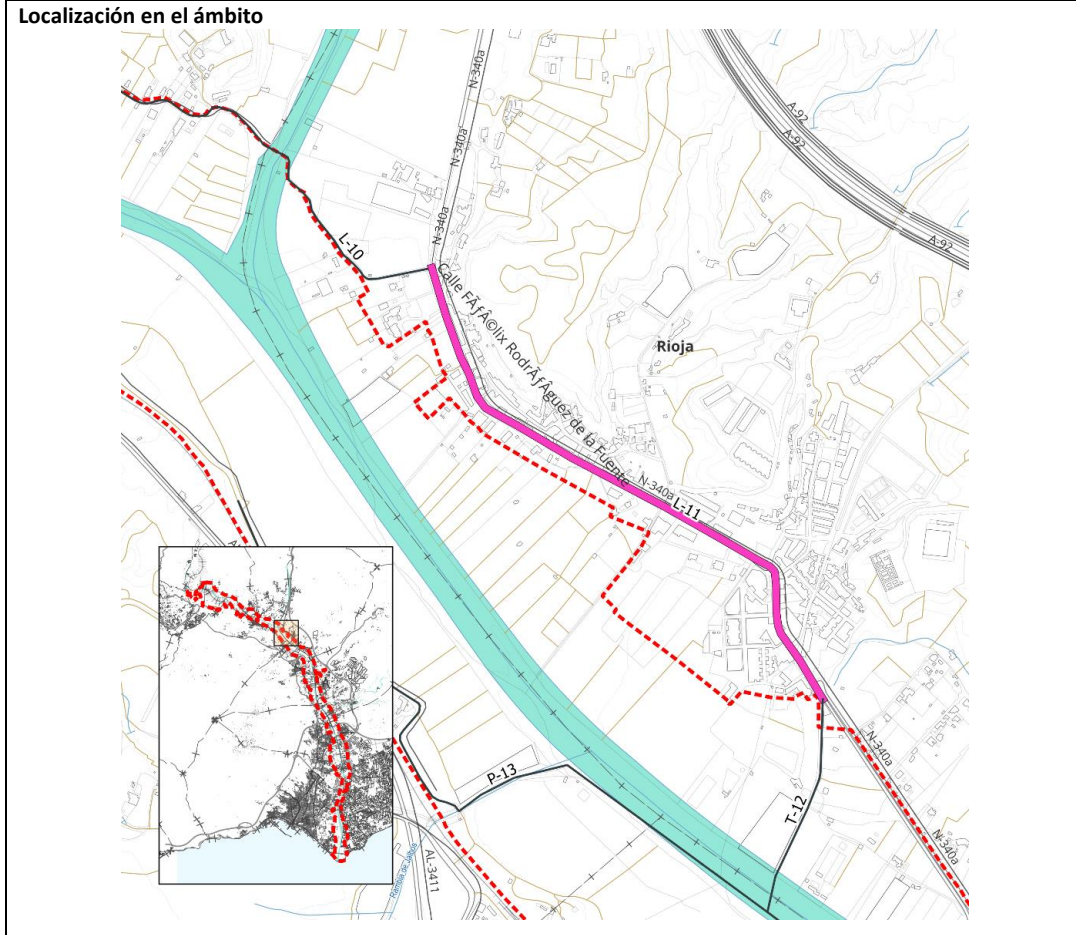 Localización en el ámbito
N-340a
A-92
A-92
N-340a
A-92
L-10
Calle FÃƒÂ©lix RodrÃƒÂ­guez de la Fuente
Rioja
N-340a
L-11
P-13
T-12
N-340a
N-340a
AL-3411